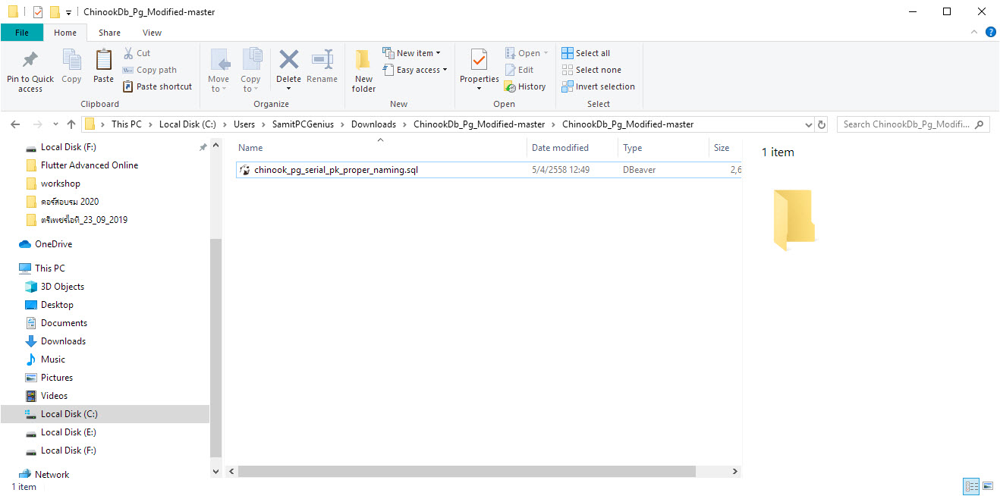 ChinookDb_Pg_Modified-master
File Home Share View
Pin to Quick access
Copy
Paste
Cut
Copy path
Paste shortcut
Clipboard
Move to
Copy to
Delete
Rename
Organize
New folder
New item
Easy access
New
Properties
Open
Edit
History
Open
Select all
Select none
Invert selection
Select
This PC > Local Disk (C:) > Users > SamitPCGenius > Downloads > ChinookDb_Pg_Modified-master > ChinookDb_Pg_Modified-master
Search ChinookDb_Pg_Modifi...
Local Disk (F:)
Flutter Advanced Online
workshop
คอร์สอบรม 2020
ตรีเพชรไอที_23_09_2019
OneDrive
This PC
3D Objects
Desktop
Documents
Downloads
Music
Pictures
Videos
Local Disk (C:)
Local Disk (E:)
Local Disk (F:)
Network
Name Date modified Type Size
chinook_pg_serial_pk_proper_naming.sql 5/4/2558 12:49 DBeaver 2,6
1 item
1 item